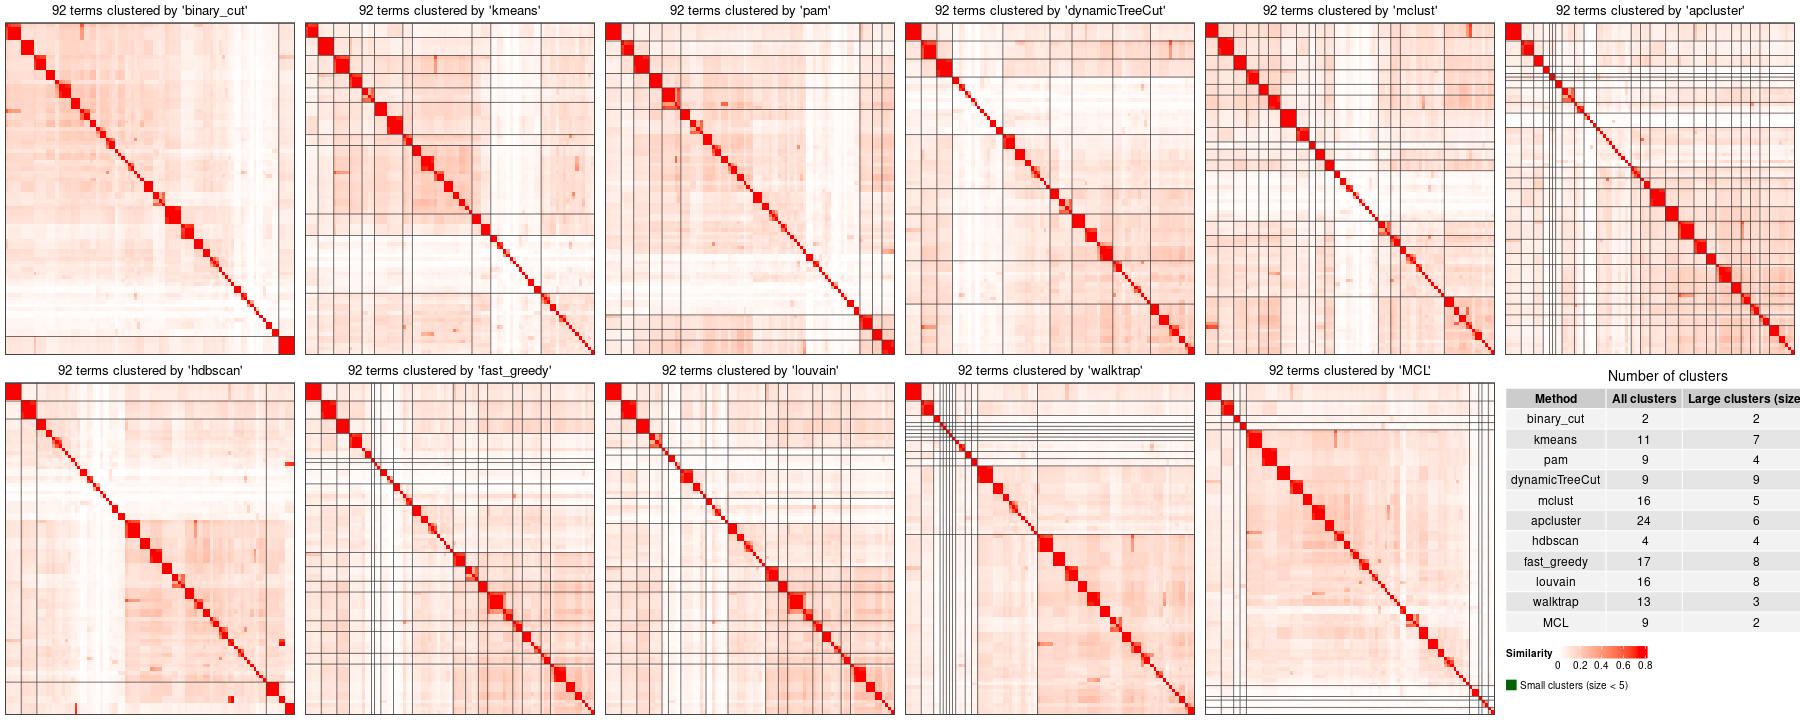 92 terms clustered by 'binary_cut'
92 terms clustered by 'kmeans'
92 terms clustered by 'pam'
92 terms clustered by 'dynamicTreeCut'
92 terms clustered by 'mclust'
92 terms clustered by 'apcluster'
92 terms clustered by 'hdbscan'
92 terms clustered by 'fast_greedy'
92 terms clustered by 'louvain'
92 terms clustered by 'walktrap'
92 terms clustered by 'MCL'
Number of clusters
Method All clusters Large clusters (size
binary_cut 2 2
kmeans 11 7
pam 9 4
dynamicTreeCut 9 9
mclust 16 5
apcluster 24 6
hdbscan 4 4
fast_greedy 17 8
louvain 16 8
walktrap 13 3
MCL 9 2
Similarity
0 0.2 0.4 0.6 0.8
Small clusters (size < 5)